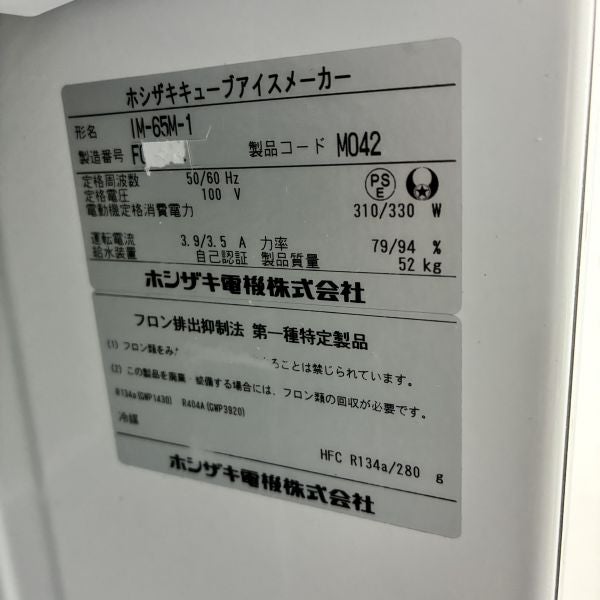 ホシザキキューブアイスメーカー
形名 IM-65M-1
製造番号 製品コード M042
定格周波数 50/60 Hz
定格電圧 100 V
PS E
電動機定格消費電力 310/330 W
運転電流 3.9/3.5 A 力率 79/94 %
給水装置 自己認証 製品質量 52 kg
ホシザキ電機株式会社
フロン排出抑制法 第一種特定製品
(1) フロン類をみ ることは禁じられています。
(2) この製品を廃棄・整備する場合には、フロン類の回収が必要です。
R134a(GWP1430) R404A(GWP3920)
冷媒 HFC R134a/280 g
ホシザキ電機株式会社